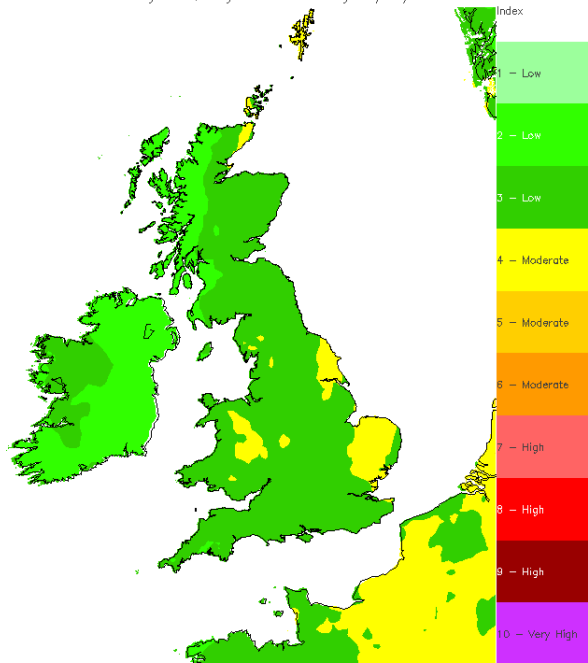 Index
1 - Low
2 - Low
3 - Low
4 - Moderate
5 - Moderate
6 - Moderate
7 - High
8 - High
9 - High
10 - Very High